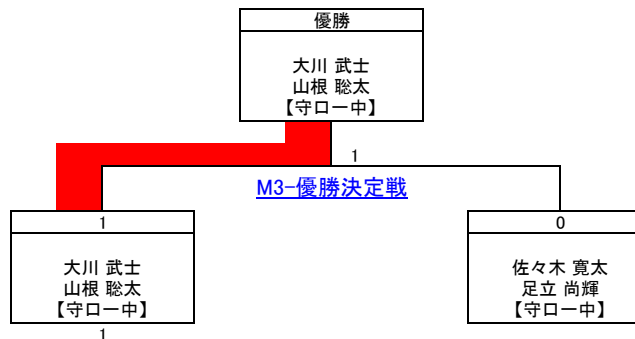 優勝
大川 武士
山根 聡太
【守口一中】
1
M3-優勝決定戦
1
大川 武士
山根 聡太
【守口一中】
1
0
佐々木 寛太
足立 尚輝
【守口一中】